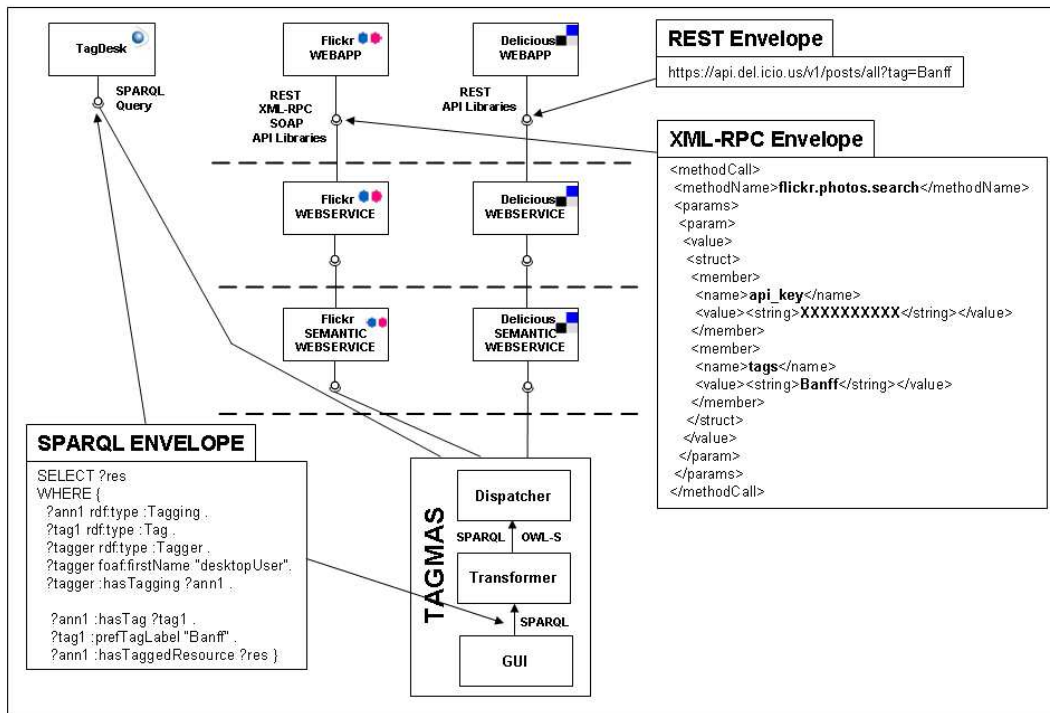 TagDesk
SPARQL
Query
Flickr
WEBAPP
REST
XML-RPC
SOAP
API Libraries
Delicious
WEBAPP
REST
API Libraries
REST Envelope
https://api.del.icio.us/v1/posts/all?tag=Banff
XML-RPC Envelope
<methodCall>
<methodName>flickr.photos.search</methodName>
<params>
<param>
<value>
<struct>
<member>
<name>api_key</name>
<value><string>XXXXXXXXXX</string></value>
</member>
<member>
<name>tags</name>
<value><string>Banff</string></value>
</member>
</struct>
</value>
</param>
</params>
</methodCall>
Flickr
WEBSERVICE
Delicious
WEBSERVICE
Flickr
SEMANTIC
WEBSERVICE
Delicious
SEMANTIC
WEBSERVICE
SPARQL ENVELOPE
SELECT ?res
WHERE {
?ann1 rdf:type :Tagging .
?tag1 rdf:type :Tag .
?tagger rdf:type :Tagger .
?tagger foaf:firstName "desktopUser".
?tagger :hasTagging ?ann1 .
?ann1 :hasTag ?tag1 .
?tag1 :prefTagLabel "Banff" .
?ann1 :hasTaggedResource ?res }
TAGMAS
Dispatcher
SPARQL OWL-S
Transformer
SPARQL
GUI